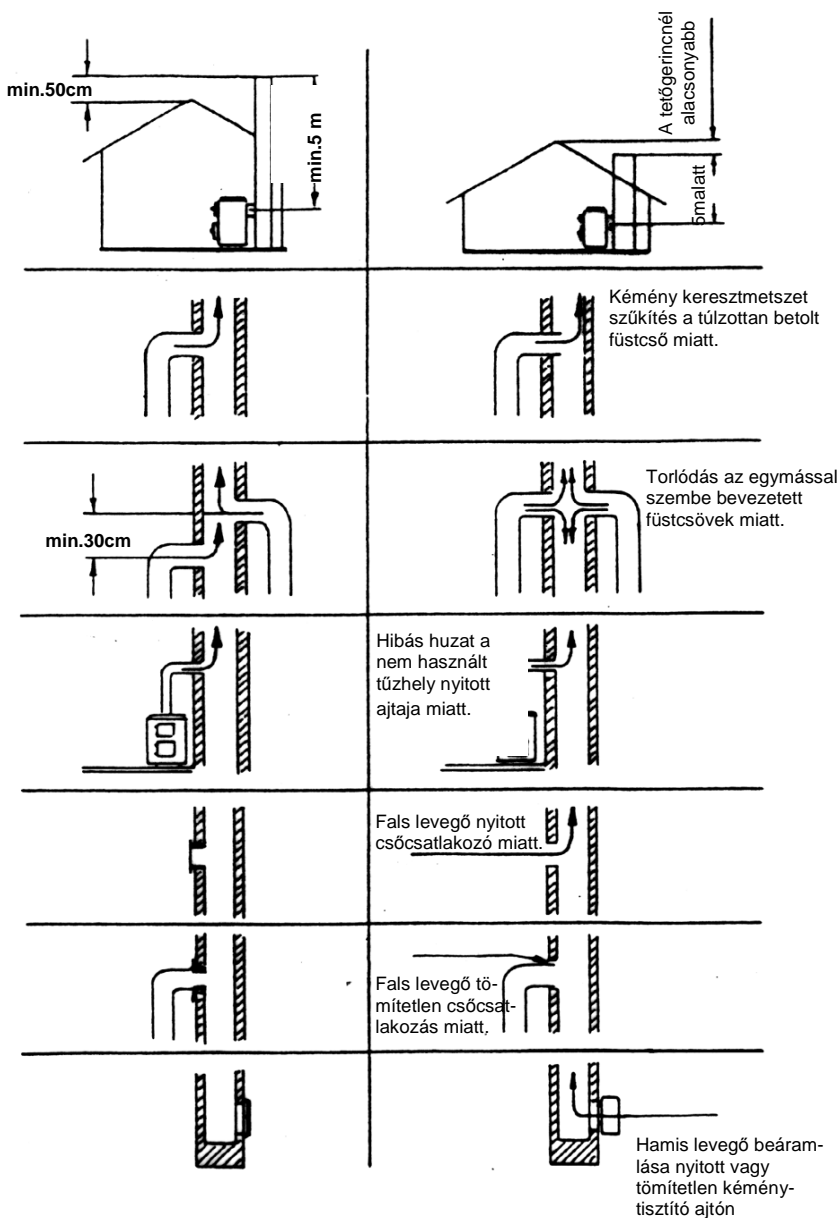 min.50cm
min.5 m
A tetőgerincnél
alacsonyabb
5malatt
Kémény keresztmetszet
szűkítés a túlzottan betolt
füstcső miatt.
min.30cm
Torlódás az egymással
szembe bevezetett
füstcsövek miatt.
Hibás huzat a
nem használt
tűzhely nyitott
ajtaja miatt.
Fals levegő nyitott
csőcsatlakozó miatt.
Fals levegő tö-
mítetlen csőcsat-
lakozás miatt.
Hamis levegő beáram-
lása nyitott vagy
tömítetlen kémény-
tisztító ajtón